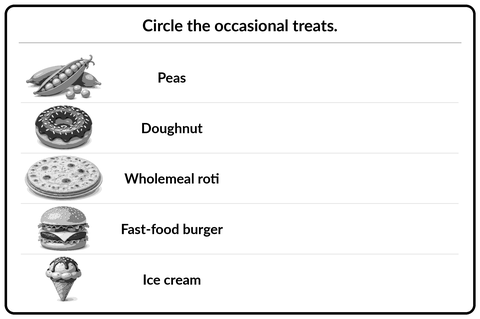 Circle the occasional treats.
Peas
Doughnut
Wholemeal roti
Fast-food burger
Ice cream